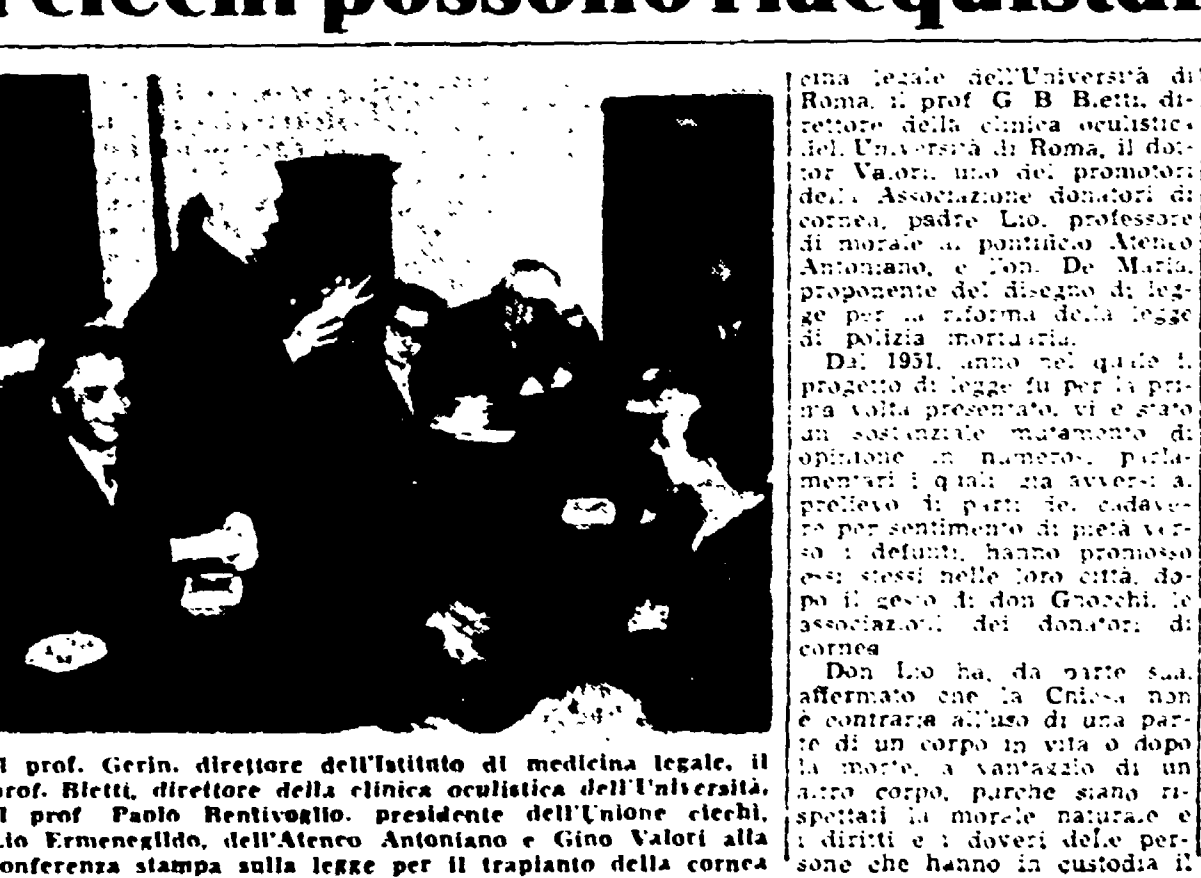 ciechi possono riacquistar
l prof. Gerin, direttore dell'Istituto di medicina legale, il
prof. Bietti, direttore della clinica oculistica dell'Università,
l prof Paolo Bentivoglio, presidente dell'Unione ciechi,
Lio Ermenegildo, dell'Ateneo Antoniano e Gino Valori alla
conferenza stampa sulla legge per il trapianto della cornea
cina legale dell'Università di
Roma, il prof G B Bietti, di-
rettore della clinica oculistica
dell'Università di Roma, il dot-
tor Valori, uno dei promotori
della Associazione donatori di
cornea, padre Lio, professore
di morale al pontificio Ateneo
Antoniano, e l'on. De Maria,
proponente del disegno di leg-
ge per la riforma della legge
di polizia mortuaria.
Dal 1951, anno nel quale il
progetto di legge fu per la pri-
ma volta presentato, vi è stato
un sostanziale mutamento di
opinione in numerosi parla-
mentari i quali già avversi al
prelievo di parti del cadave-
re per sentimento di pietà ver-
so i defunti, hanno promosso
essi stessi nelle loro città, do-
po il gesto di don Gnocchi, le
associazioni dei donatori di
cornea
Don Lio ha, da parte sua,
affermato che la Chiesa non
è contraria all'uso di una par-
te di un corpo in vita o dopo
la morte, a vantaggio di un
altro corpo, purchè siano ri-
spettati la morale naturale e
i diritti e i doveri delle per-
sone che hanno in custodia il